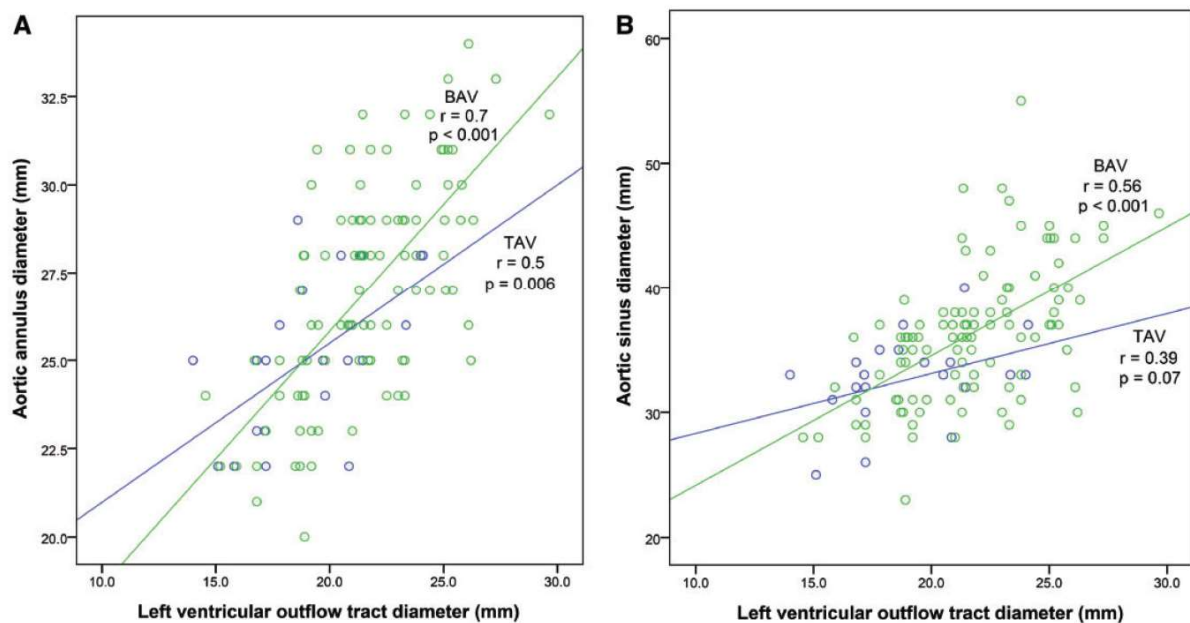 A
BAV
r = 0.7
p < 0.001
TAV
r = 0.5
p = 0.006
Aortic annulus diameter (mm)
32.5
30.0
27.5
25.0
22.5
20.0
10.0 15.0 20.0 25.0 30.0
Left ventricular outflow tract diameter (mm)
B
BAV
r = 0.56
p < 0.001
TAV
r = 0.39
p = 0.07
Aortic sinus diameter (mm)
60
50
40
30
20
10.0 15.0 20.0 25.0 30.0
Left ventricular outflow tract diameter (mm)